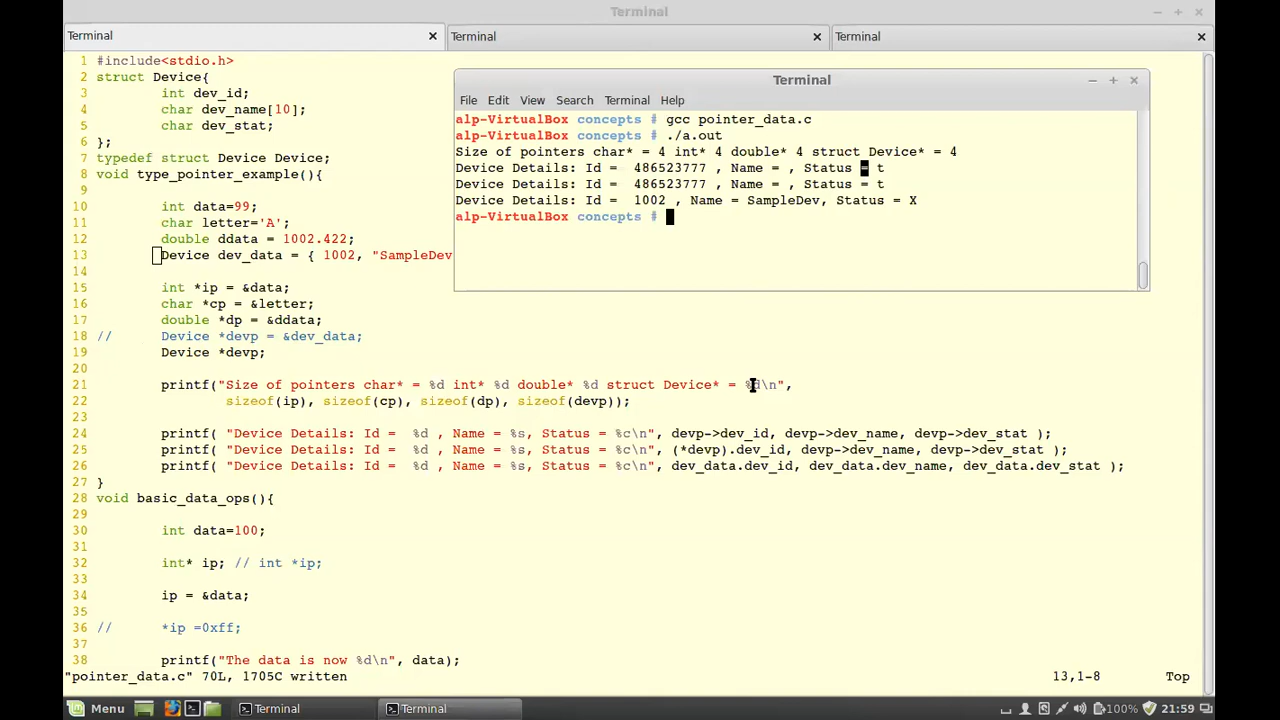 Terminal
Terminal
Terminal
Terminal
1 #include<stdio.h>
2 struct Device{
3 int dev_id;
4 char dev_name[10];
5 char dev_stat;
6 };
7 typedef struct Device Device;
8 void type_pointer_example(){
9
10 int data=99;
11 char letter='A';
12 double ddata = 1002.422;
13 Device dev_data = { 1002, "SampleDev
14
15 int *ip = &data;
16 char *cp = &letter;
17 double *dp = &ddata;
18 // Device *devp = &dev_data;
19 Device *devp;
20
21 printf("Size of pointers char* = %d int* %d double* %d struct Device* = %d\n",
22 sizeof(ip), sizeof(cp), sizeof(dp), sizeof(devp));
23
24 printf( "Device Details: Id =  %d , Name = %s, Status = %c\n", devp->dev_id, devp->dev_name, devp->dev_stat );
25 printf( "Device Details: Id =  %d , Name = %s, Status = %c\n", (*devp).dev_id, devp->dev_name, devp->dev_stat );
26 printf( "Device Details: Id =  %d , Name = %s, Status = %c\n", dev_data.dev_id, dev_data.dev_name, dev_data.dev_stat );
27 }
28 void basic_data_ops(){
29
30 int data=100;
31
32 int* ip; // int *ip;
33
34 ip = &data;
35
36 // *ip =0xff;
37
38 printf("The data is now %d\n", data);
"pointer_data.c" 70L, 1705C written 13,1-8 Top
Terminal
File Edit View Search Terminal Help
alp-VirtualBox concepts # gcc pointer_data.c
alp-VirtualBox concepts # ./a.out
Size of pointers char* = 4 int* 4 double* 4 struct Device* = 4
Device Details: Id =  486523777 , Name = , Status = t
Device Details: Id =  486523777 , Name = , Status = t
Device Details: Id =  1002 , Name = SampleDev, Status = X
alp-VirtualBox concepts #
Menu Terminal Terminal 100% 21:59